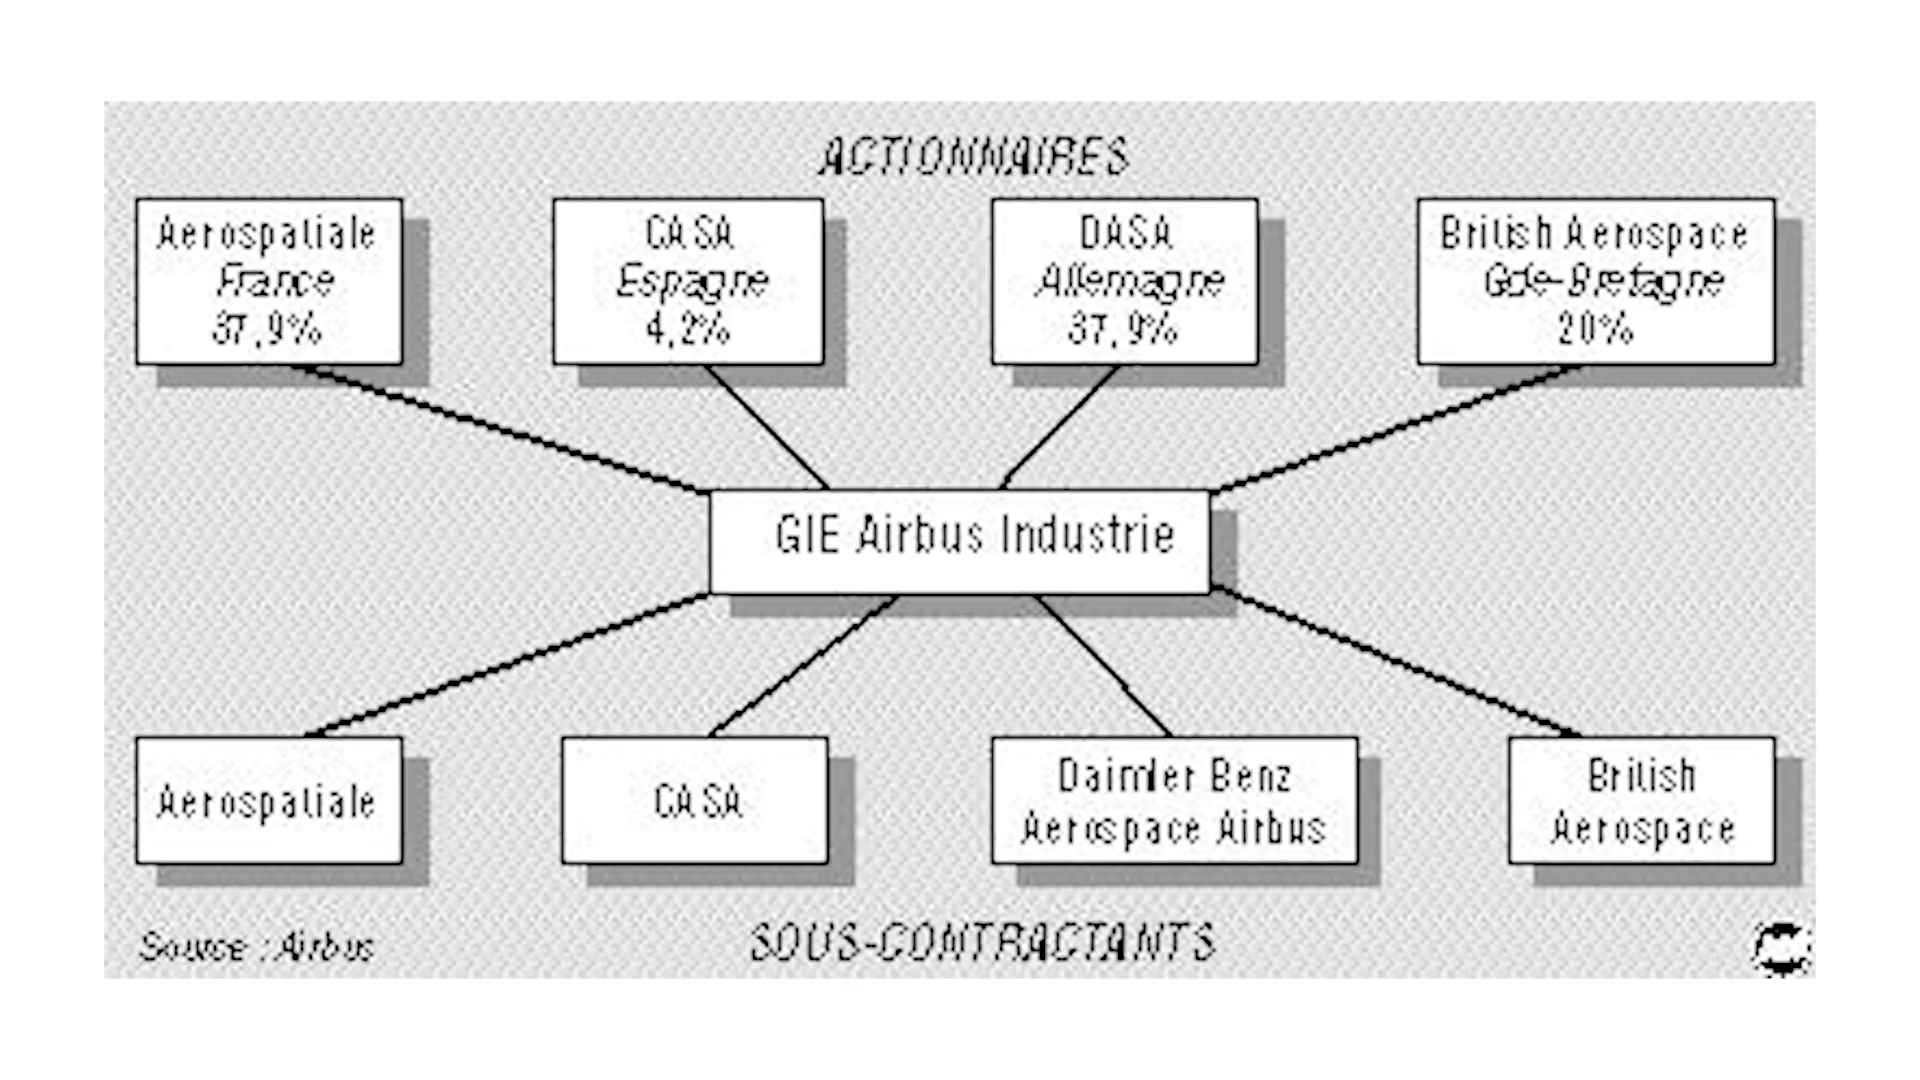 ACTIONNAIRES
Aerospatiale
France
37,9%
CASA
Espagne
4,2%
DASA
Allemagne
37,9%
British Aerospace
Gde-Bretagne
20%
GIE Airbus Industrie
Aerospatiale
CASA
Daimler Benz
Aerospace Airbus
British
Aerospace
Source : Airbus
SOUS-CONTRACTANTS